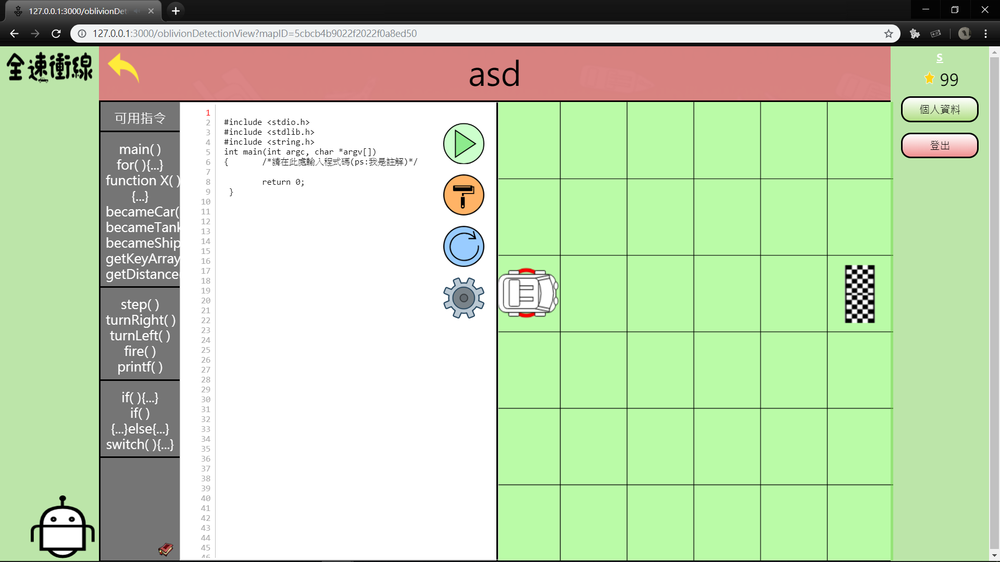 127.0.0.1:3000/oblivionDet
127.0.0.1:3000/oblivionDetectionView?mapID=5cbcb4b9022f2022f0a8ed50
全速衝線
asd
s
99
個人資料
登出
可用指令
main( )
for( ){...}
function X( )
{...}
becameCar(
becameTank
becameShip
getKeyArray
getDistance(
step( )
turnRight( )
turnLeft( )
fire( )
printf( )
if( ){...}
if( )
{...}else{...}
switch( ){...}
1
2 #include <stdio.h>
3 #include <stdlib.h>
4 #include <string.h>
5 int main(int argc, char *argv[])
6 { /*請在此處輸入程式碼(ps:我是註解)*/
7
8 return 0;
9 }
10
11
12
13
14
15
16
17
18
19
20
21
22
23
24
25
26
27
28
29
30
31
32
33
34
35
36
37
38
39
40
41
42
43
44
45
46